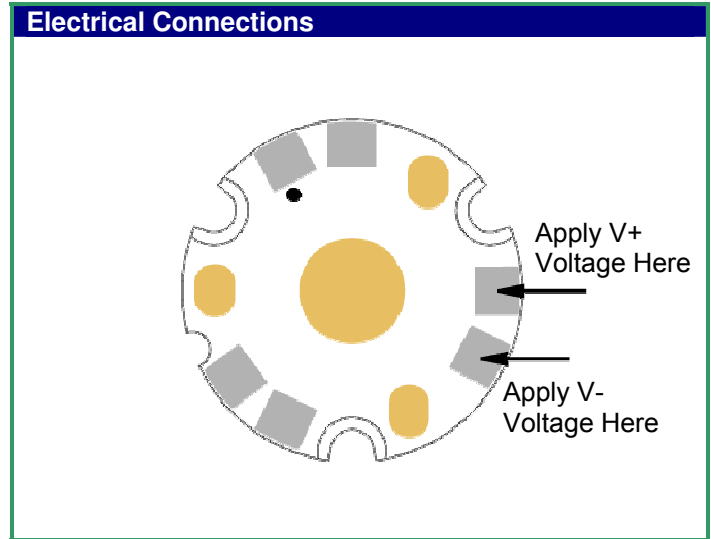 Electrical Connections
Apply V+
Voltage Here
Apply V-
Voltage Here